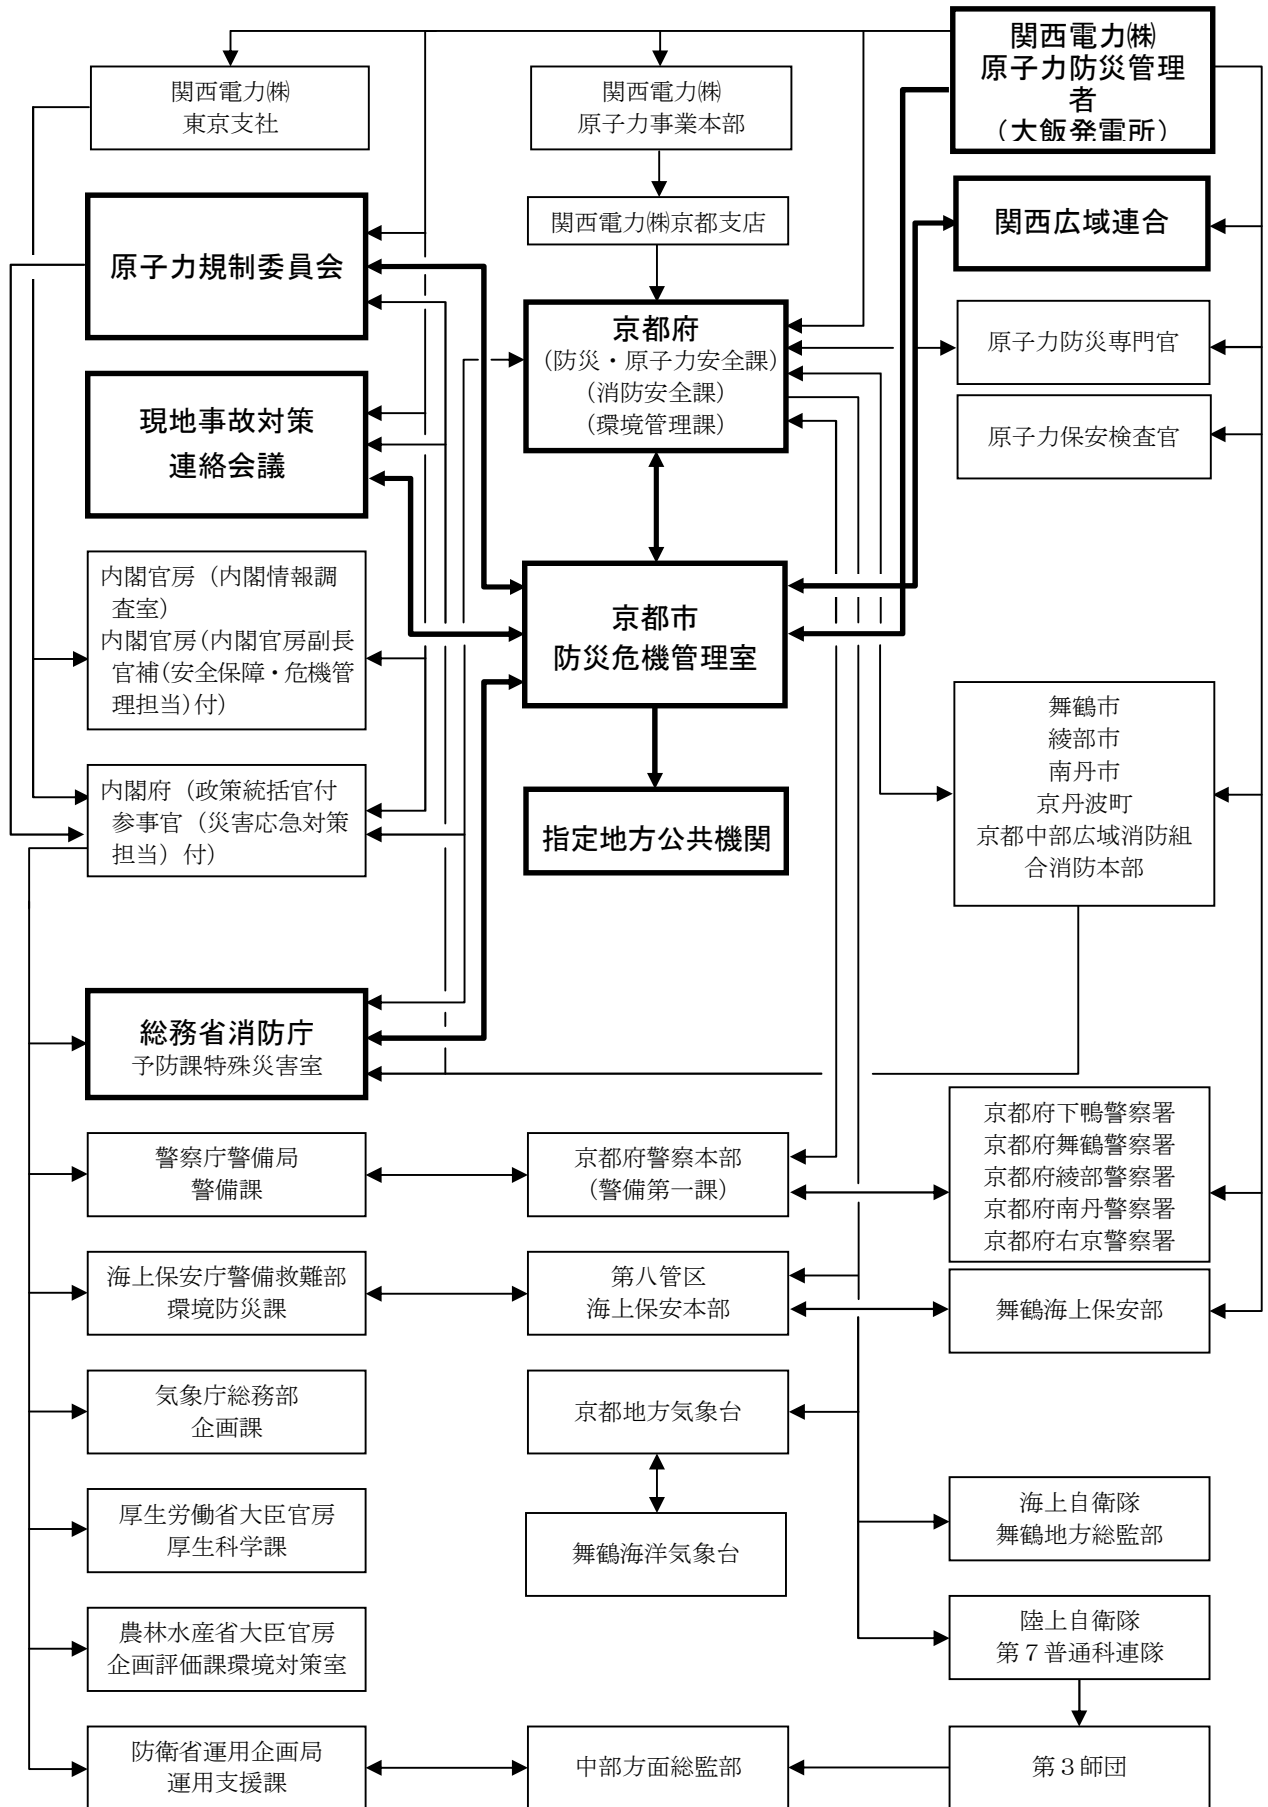 関西電力㈱
原子力防災管理
者
(大飯発電所)
関西電力㈱
東京支社
関西電力㈱
原子力事業本部
関西電力㈱京都支店
関西広域連合
原子力規制委員会
京都府
(防災・原子力安全課)
(消防安全課)
(環境管理課)
原子力防災専門官
原子力保安検査官
現地事故対策
連絡会議
内閣官房（内閣情報調
査室）
内閣官房(内閣官房副長
官補(安全保障・危機管
理担当)付)
京都市
防災危機管理室
舞鶴市
綾部市
南丹市
京丹波町
京都中部広域消防組
合消防本部
内閣府（政策統括官付
参事官（災害応急対策
担当）付）
指定地方公共機関
総務省消防庁
予防課特殊災害室
警察庁警備局
警備課
京都府警察本部
(警備第一課)
京都府下鴨警察署
京都府舞鶴警察署
京都府綾部警察署
京都府南丹警察署
京都府右京警察署
海上保安庁警備救難部
環境防災課
第八管区
海上保安本部
舞鶴海上保安部
気象庁総務部
企画課
京都地方気象台
舞鶴海洋気象台
厚生労働省大臣官房
厚生科学課
海上自衛隊
舞鶴地方総監部
農林水産省大臣官房
企画評価課環境対策室
陸上自衛隊
第７普通科連隊
防衛省運用企画局
運用支援課
中部方面総監部
第３師団